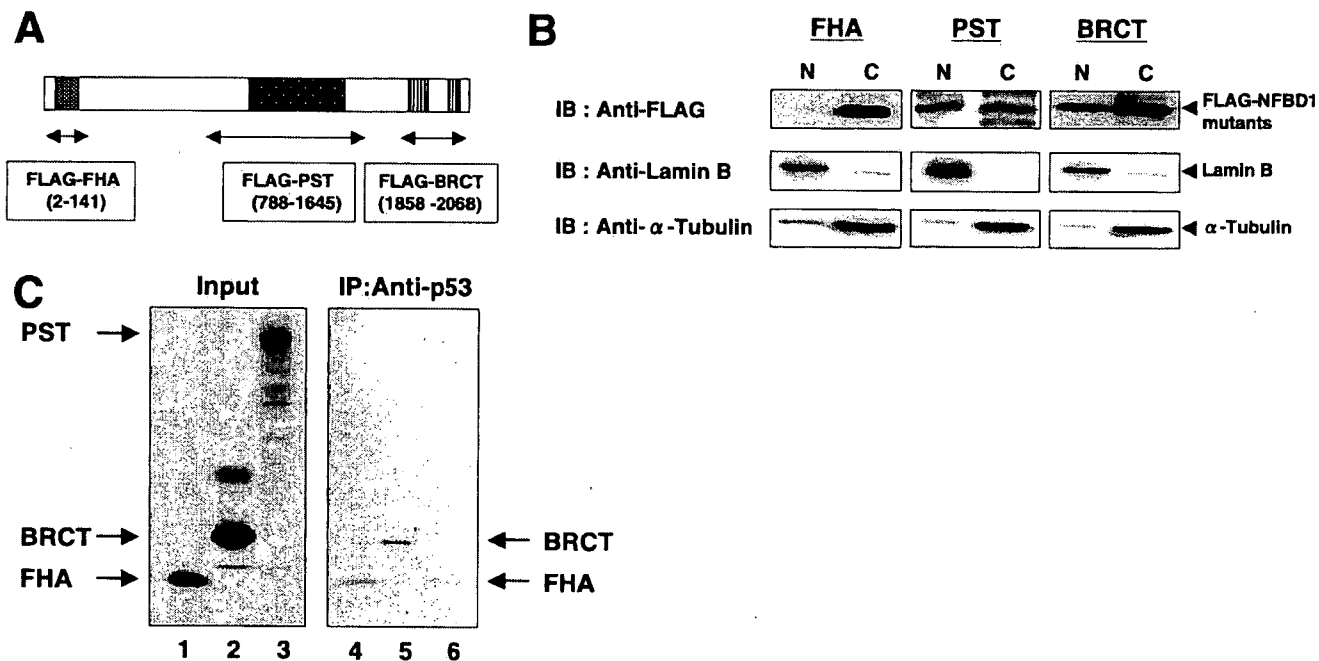 A
FLAG-FHA
(2-141)
FLAG-PST
(788-1645)
FLAG-BRCT
(1858 -2068)
B
FHA PST BRCT
N C N C N C
IB : Anti-FLAG
FLAG-NFBD1
mutants
IB : Anti-Lamin B
Lamin B
IB : Anti-α-Tubulin
α-Tubulin
C
Input IP:Anti-p53
PST
BRCT
FHA
BRCT
FHA
1 2 3 4 5 6